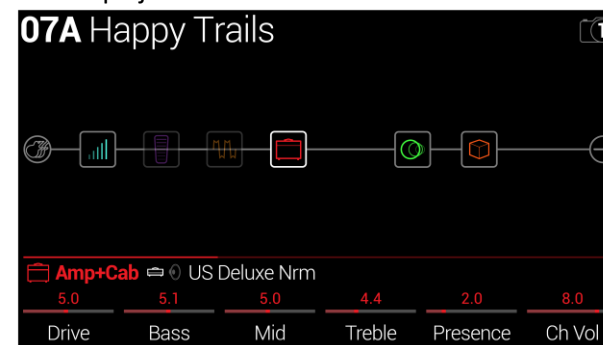 07A Happy Trails
1
Amp+Cab US Deluxe Nrm
5.0 5.1 5.0 4.4 2.0 8.0
Drive Bass Mid Treble Presence Ch Vol